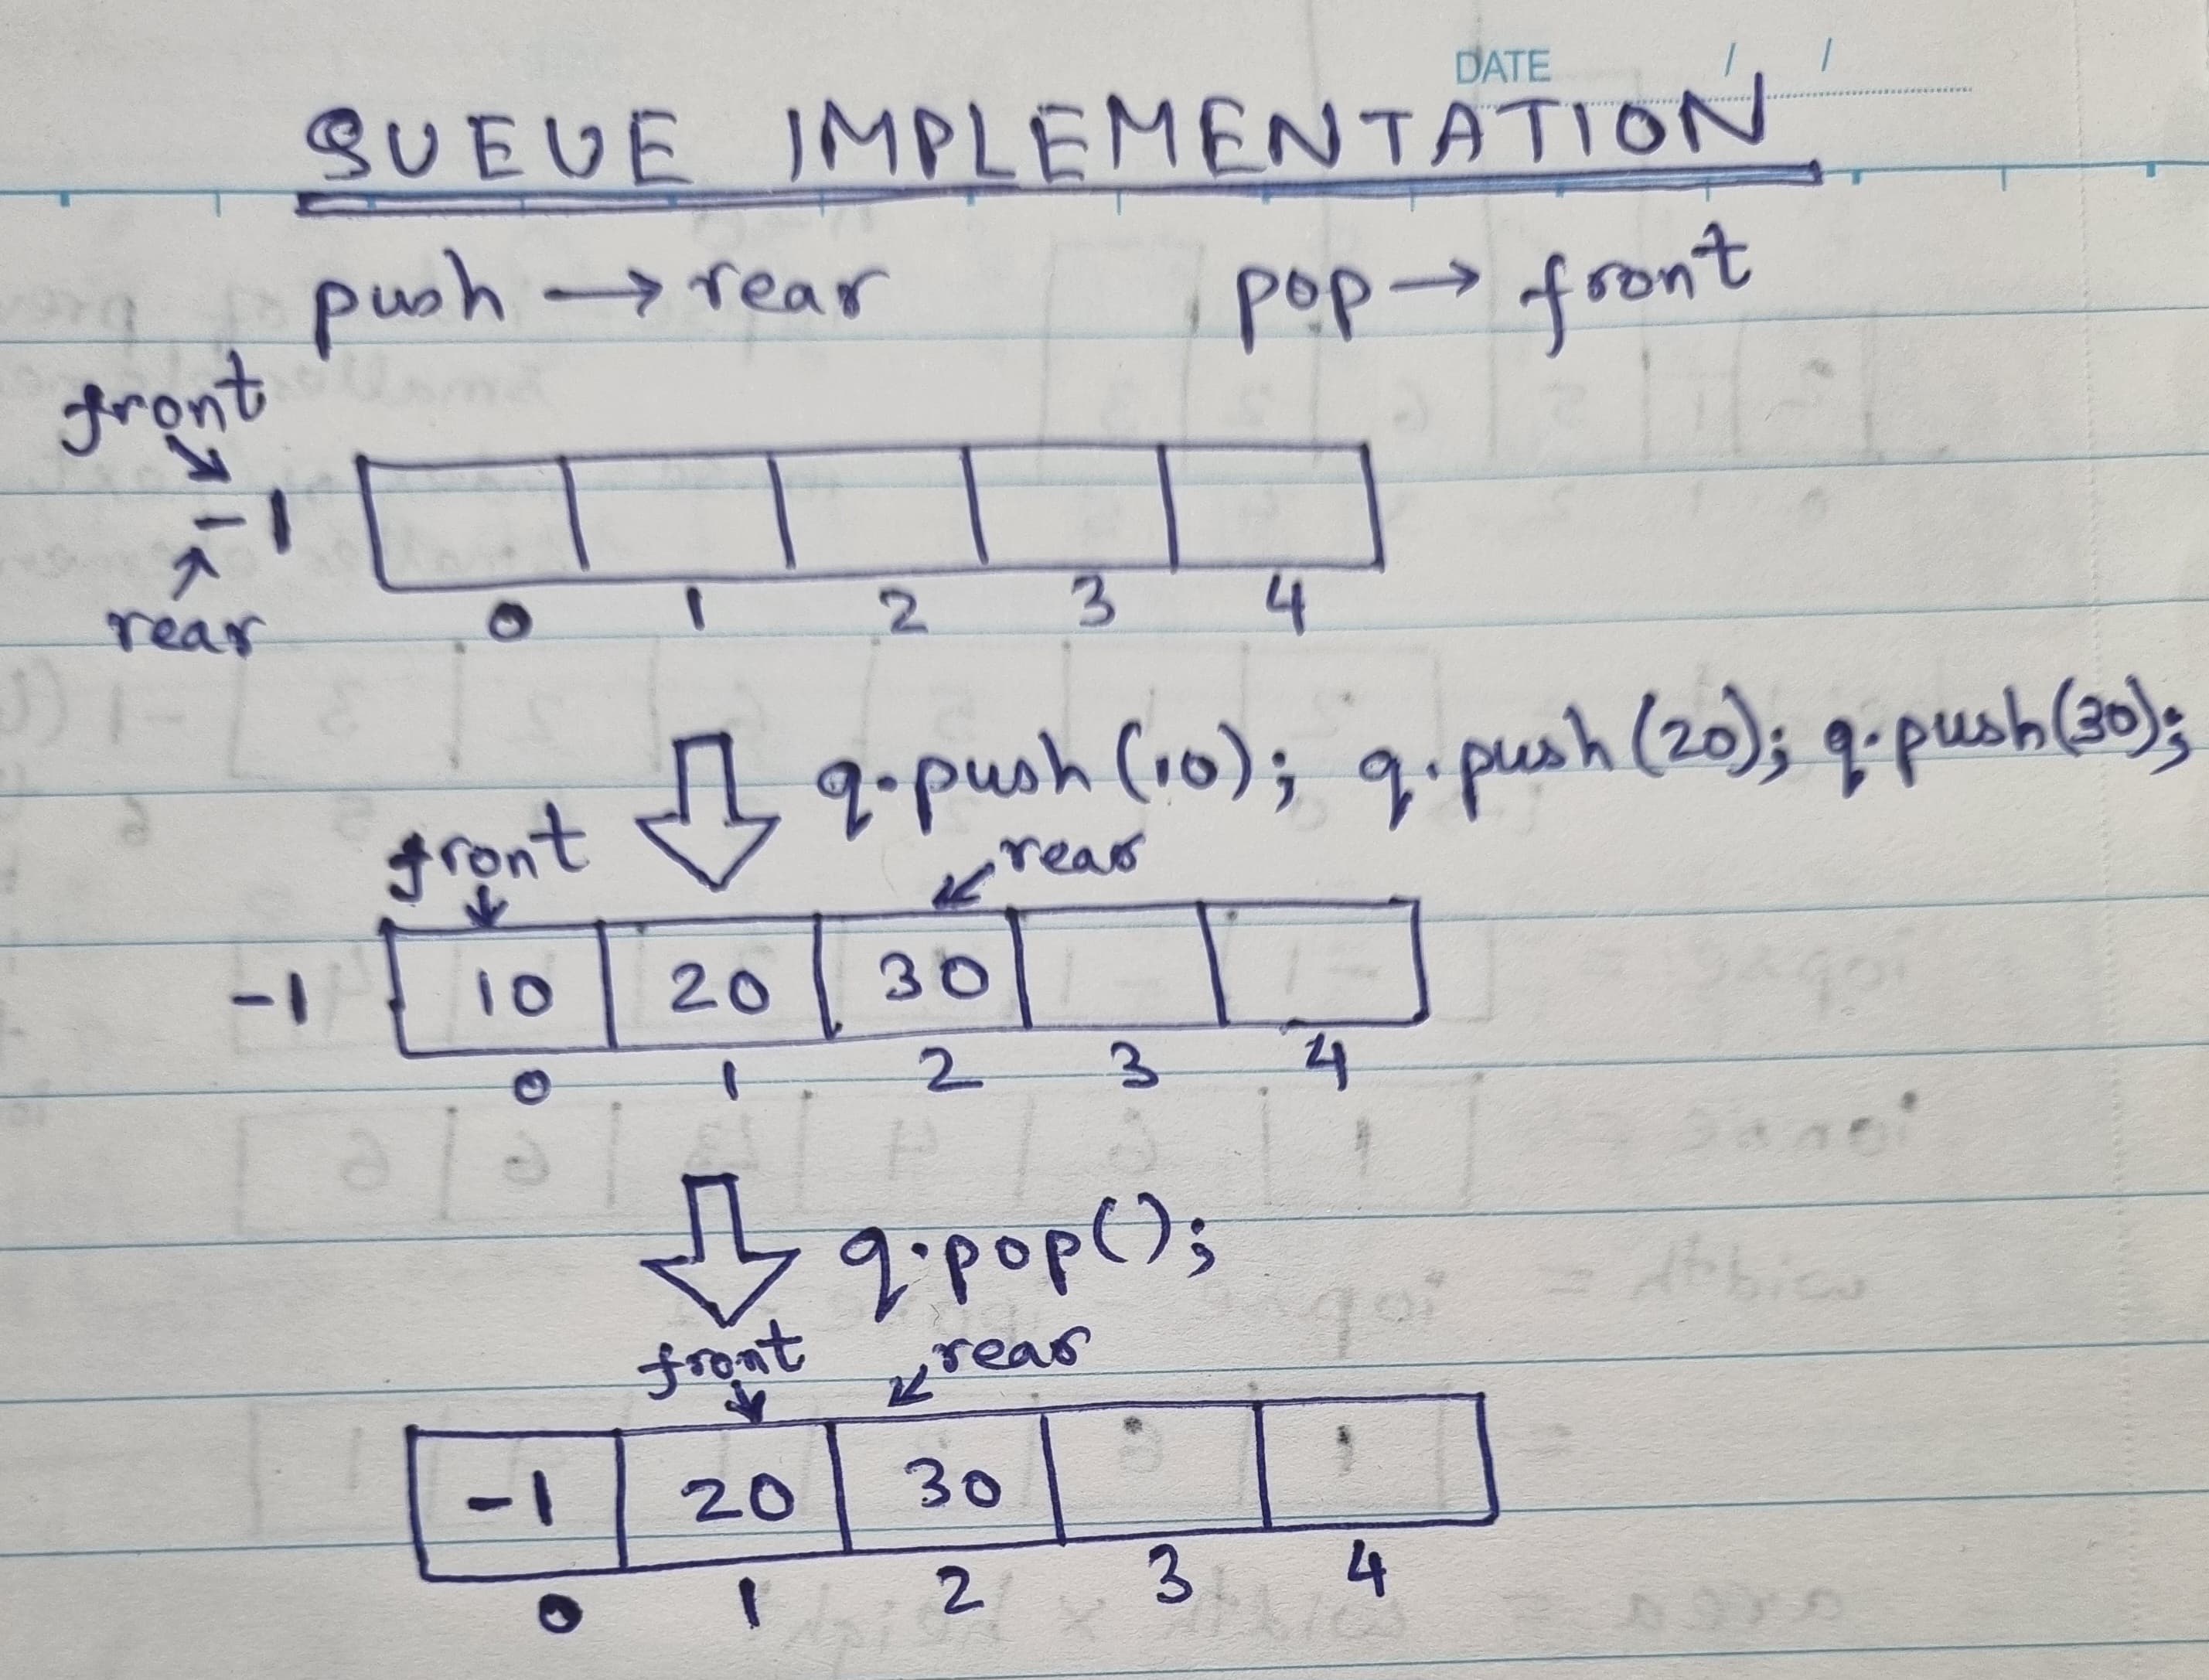 DATE / /
QUEUE IMPLEMENTATION
push → rear pop → front
front
-1
rear
0 1 2 3 4
q.push(10); q.push(20); q.push(30);
front rear
-1 10 20 30
0 1 2 3 4
q.pop();
front rear
-1 20 30
0 1 2 3 4